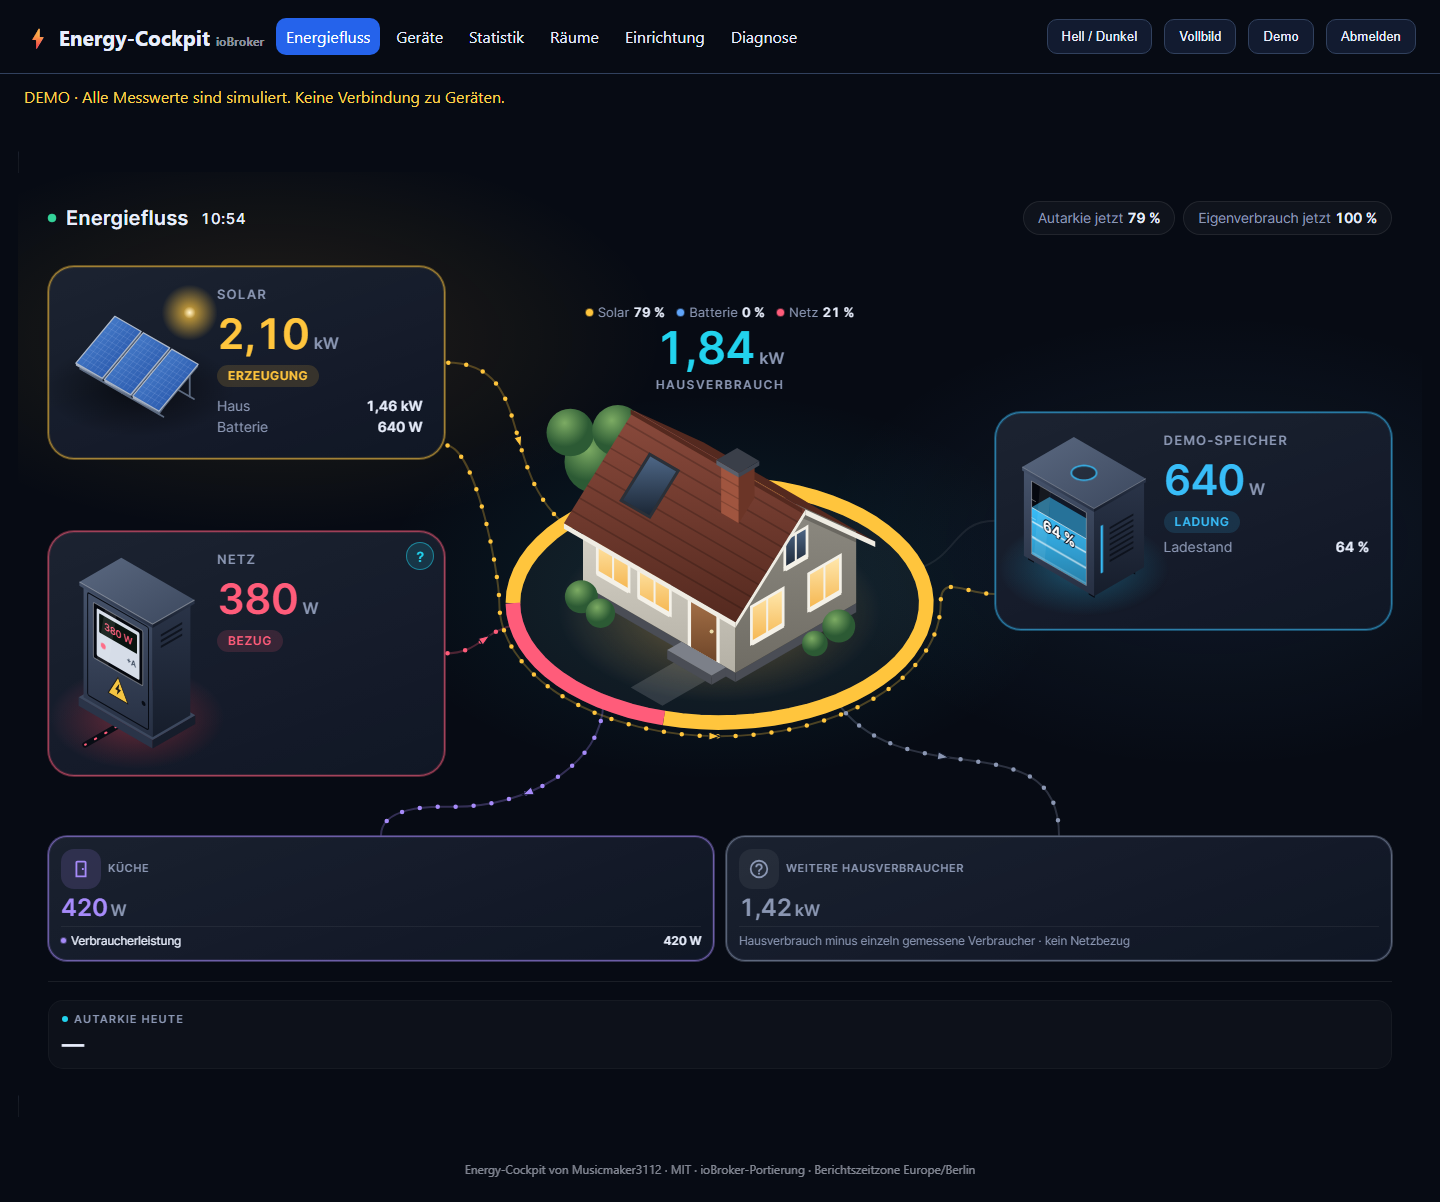 Energy-Cockpit ioBroker Energiefluss Geräte Statistik Räume Einrichtung Diagnose Hell / Dunkel Vollbild Demo Abmelden
DEMO · Alle Messwerte sind simuliert. Keine Verbindung zu Geräten.
Energiefluss 10:54
Autarkie jetzt 79 % Eigenverbrauch jetzt 100 %
SOLAR
2,10 kW
ERZEUGUNG
Haus 1,46 kW
Batterie 640 W
Solar 79 % Batterie 0 % Netz 21 %
1,84 kW
HAUSVERBRAUCH
DEMO-SPEICHER
640 W
LADUNG
Ladestand 64 %
64 %
NETZ
?
380 W
BEZUG
380 W
+A
KÜCHE
420 W
Verbraucherleistung 420 W
WEITERE HAUSVERBRAUCHER
1,42 kW
Hausverbrauch minus einzeln gemessene Verbraucher · kein Netzbezug
AUTARKIE HEUTE
—
Energy-Cockpit von Musicmaker3112 · MIT · ioBroker-Portierung · Berichtszeitzone Europe/Berlin